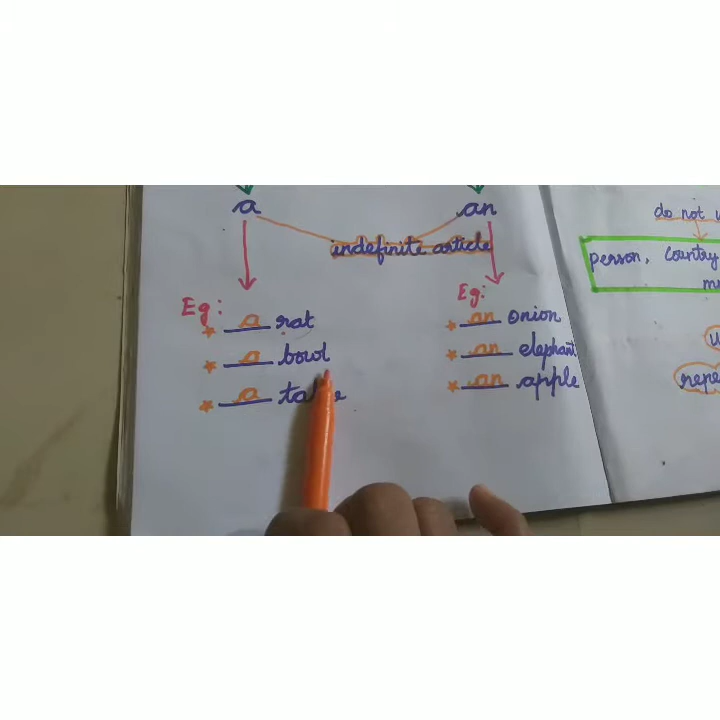 a an
indefinite article
Eg: Eg:
* a rat * an onion
* a bowl * an elephant
* a * an apple
do not
person, country